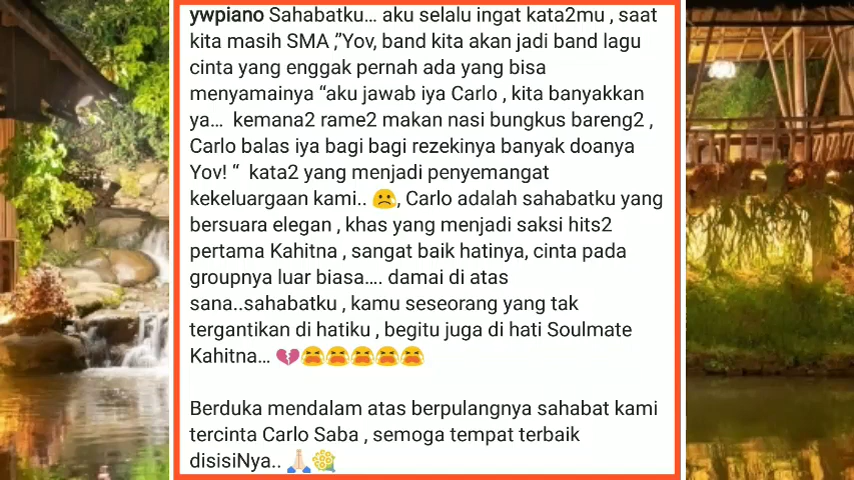 ywpiano Sahabatku... aku selalu ingat kata2mu , saat
kita masih SMA ,”Yov, band kita akan jadi band lagu
cinta yang enggak pernah ada yang bisa
menyamainya “aku jawab iya Carlo , kita banyakkan
ya... kemana2 rame2 makan nasi bungkus bareng2 ,
Carlo balas iya bagi bagi rezekinya banyak doanya
Yov! “ kata2 yang menjadi penyemangat
kekeluargaan kami.. ☹️, Carlo adalah sahabatku yang
bersuara elegan , khas yang menjadi saksi hits2
pertama Kahitna , sangat baik hatinya, cinta pada
groupnya luar biasa.... damai di atas
sana..sahabatku , kamu seseorang yang tak
tergantikan di hatiku , begitu juga di hati Soulmate
Kahitna... 💔😫😫😫😫😫
Berduka mendalam atas berpulangnya sahabat kami
tercinta Carlo Saba , semoga tempat terbaik
disisiNya.. 🙏🏻💐